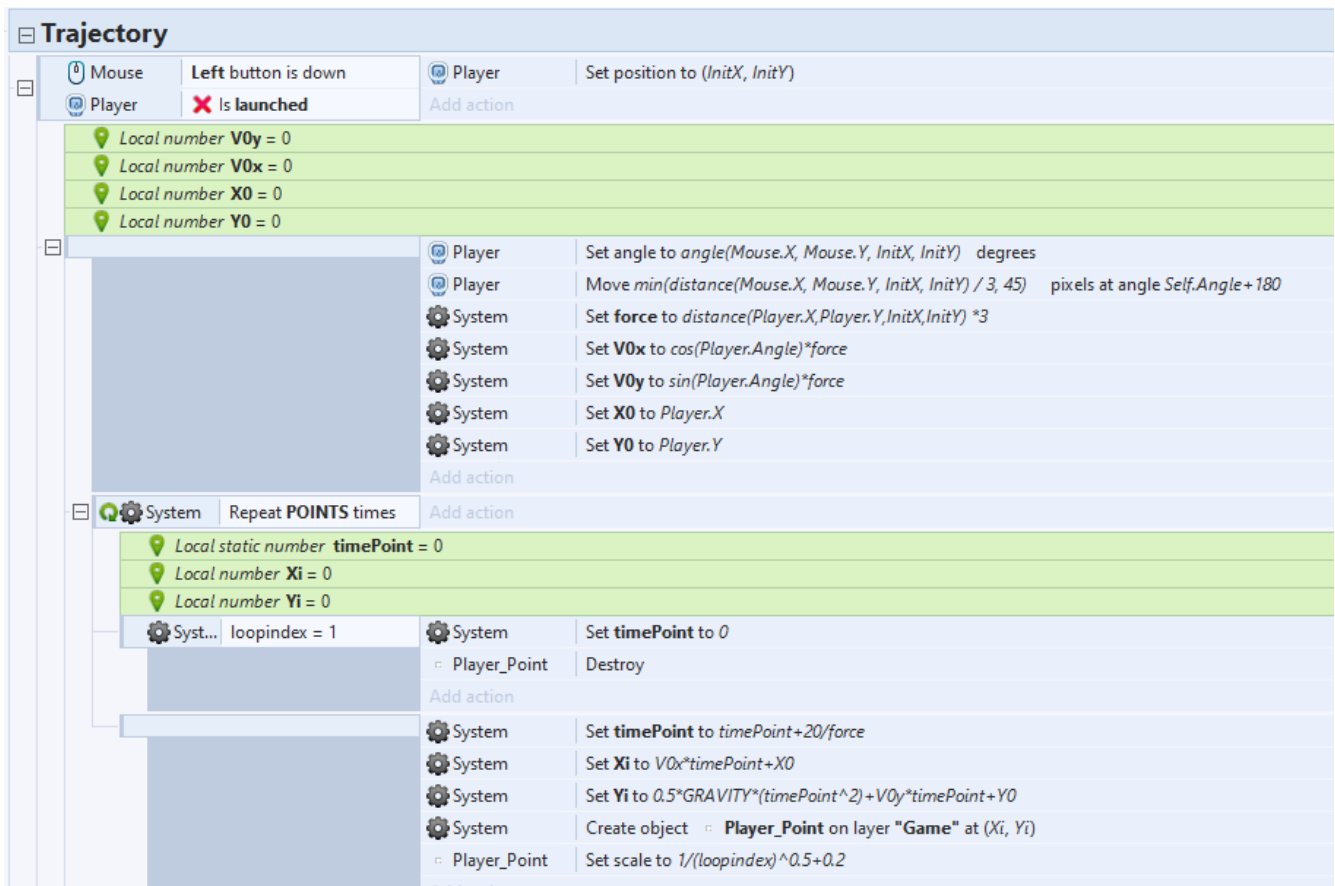 Trajectory
Mouse Left button is down Player Set position to (InitX, InitY)
Player Is launched Add action
Local number V0y = 0
Local number V0x = 0
Local number X0 = 0
Local number Y0 = 0
Player Set angle to angle(Mouse.X, Mouse.Y, InitX, InitY) degrees
Player Move min(distance(Mouse.X, Mouse.Y, InitX, InitY) / 3, 45) pixels at angle Self.Angle+180
System Set force to distance(Player.X,Player.Y,InitX,InitY) *3
System Set V0x to cos(Player.Angle)*force
System Set V0y to sin(Player.Angle)*force
System Set X0 to Player.X
System Set Y0 to Player.Y
Add action
System Repeat POINTS times Add action
Local static number timePoint = 0
Local number Xi = 0
Local number Yi = 0
Syst... loopindex = 1 System Set timePoint to 0
Player_Point Destroy
Add action
System Set timePoint to timePoint+20/force
System Set Xi to V0x*timePoint+X0
System Set Yi to 0.5*GRAVITY*(timePoint^2)+V0y*timePoint+Y0
System Create object Player_Point on layer "Game" at (Xi, Yi)
Player_Point Set scale to 1/(loopindex)^0.5+0.2